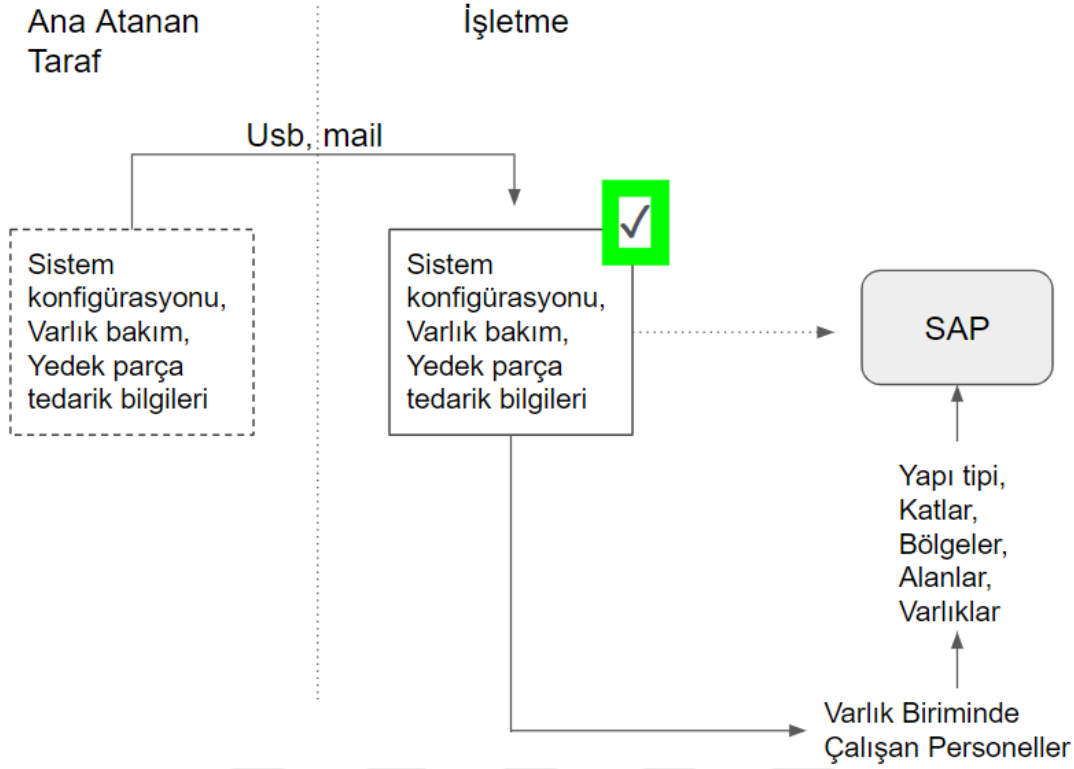 Ana Atanan
Taraf
İşletme
Usb, mail
Sistem
konfigürasyonu,
Varlık bakım,
Yedek parça
tedarik bilgileri
✓
Sistem
konfigürasyonu,
Varlık bakım,
Yedek parça
tedarik bilgileri
SAP
Yapı tipi,
Katlar,
Bölgeler,
Alanlar,
Varlıklar
Varlık Biriminde
Çalışan Personeller